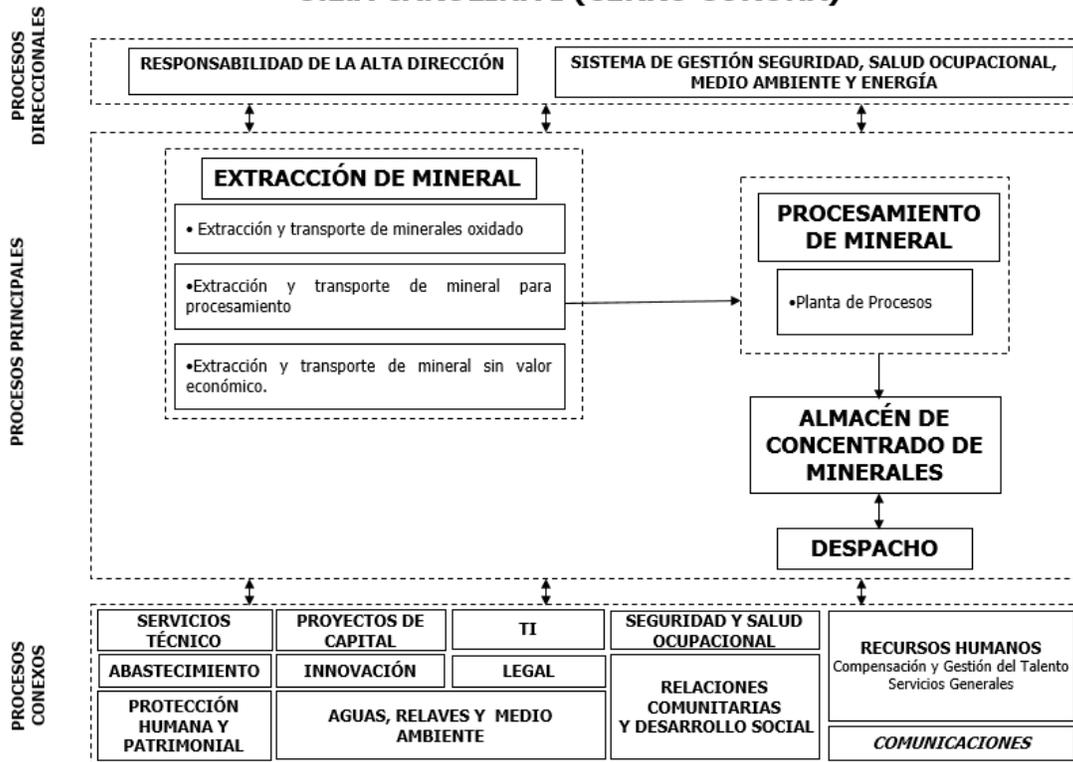 PROCESOS
DIRECCIONALES
RESPONSABILIDAD DE LA ALTA DIRECCIÓN
SISTEMA DE GESTIÓN SEGURIDAD, SALUD OCUPACIONAL,
MEDIO AMBIENTE Y ENERGÍA
PROCESOS PRINCIPALES
EXTRACCIÓN DE MINERAL
• Extracción y transporte de minerales oxidado
•Extracción y transporte de mineral para
procesamiento
•Extracción y transporte de mineral sin valor
económico.
PROCESAMIENTO
DE MINERAL
•Planta de Procesos
ALMACÉN DE
CONCENTRADO DE
MINERALES
DESPACHO
PROCESOS
CONEXOS
SERVICIOS
TÉCNICO
PROYECTOS DE
CAPITAL
TI
SEGURIDAD Y SALUD
OCUPACIONAL
ABASTECIMIENTO
INNOVACIÓN
LEGAL
PROTECCIÓN
HUMANA Y
PATRIMONIAL
AGUAS, RELAVES Y MEDIO
AMBIENTE
RELACIONES
COMUNITARIAS
Y DESARROLLO SOCIAL
RECURSOS HUMANOS
Compensación y Gestión del Talento
Servicios Generales
COMUNICACIONES